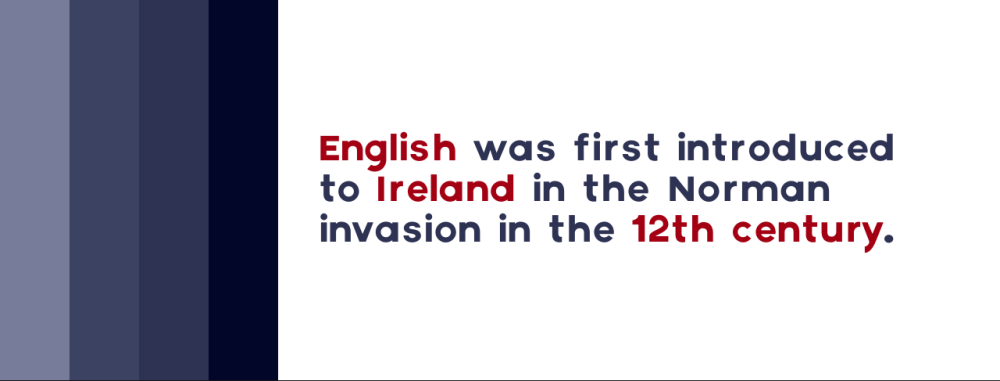 English was first introduced
to Ireland in the Norman
invasion in the 12th century.